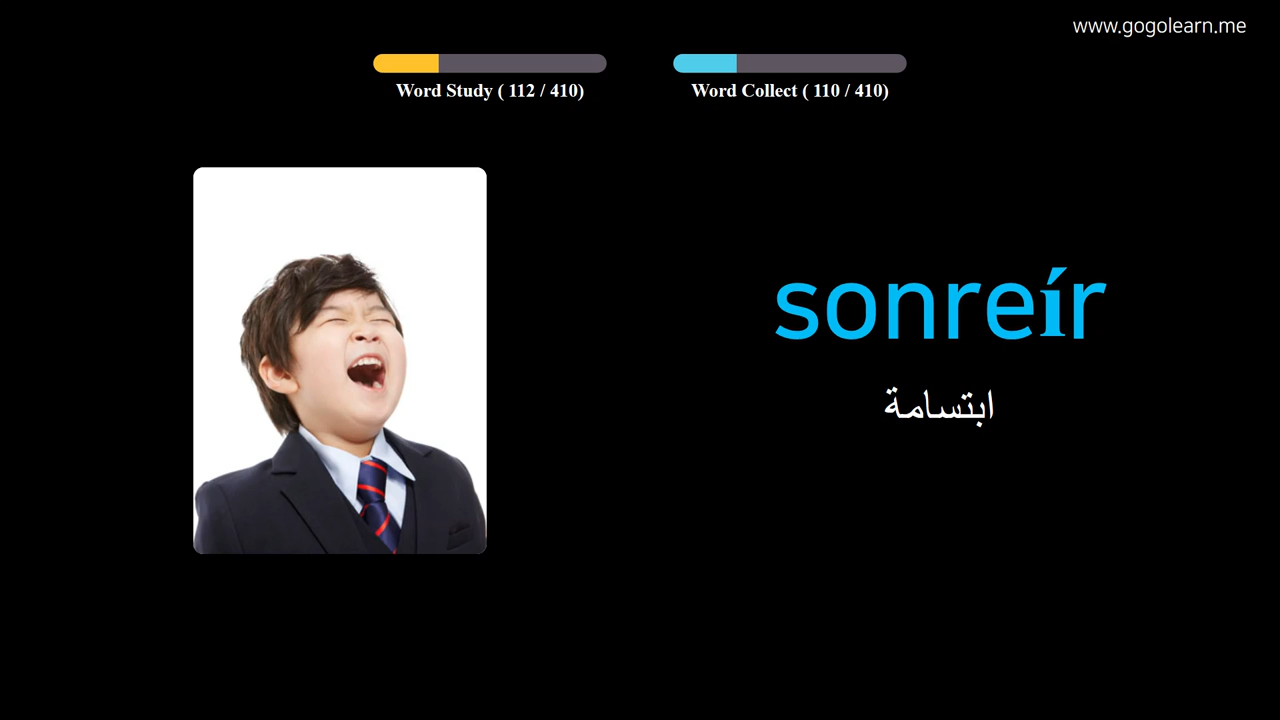 www.gogolearn.me
Word Study ( 112 / 410)
Word Collect ( 110 / 410)
sonreír
ابتسامة